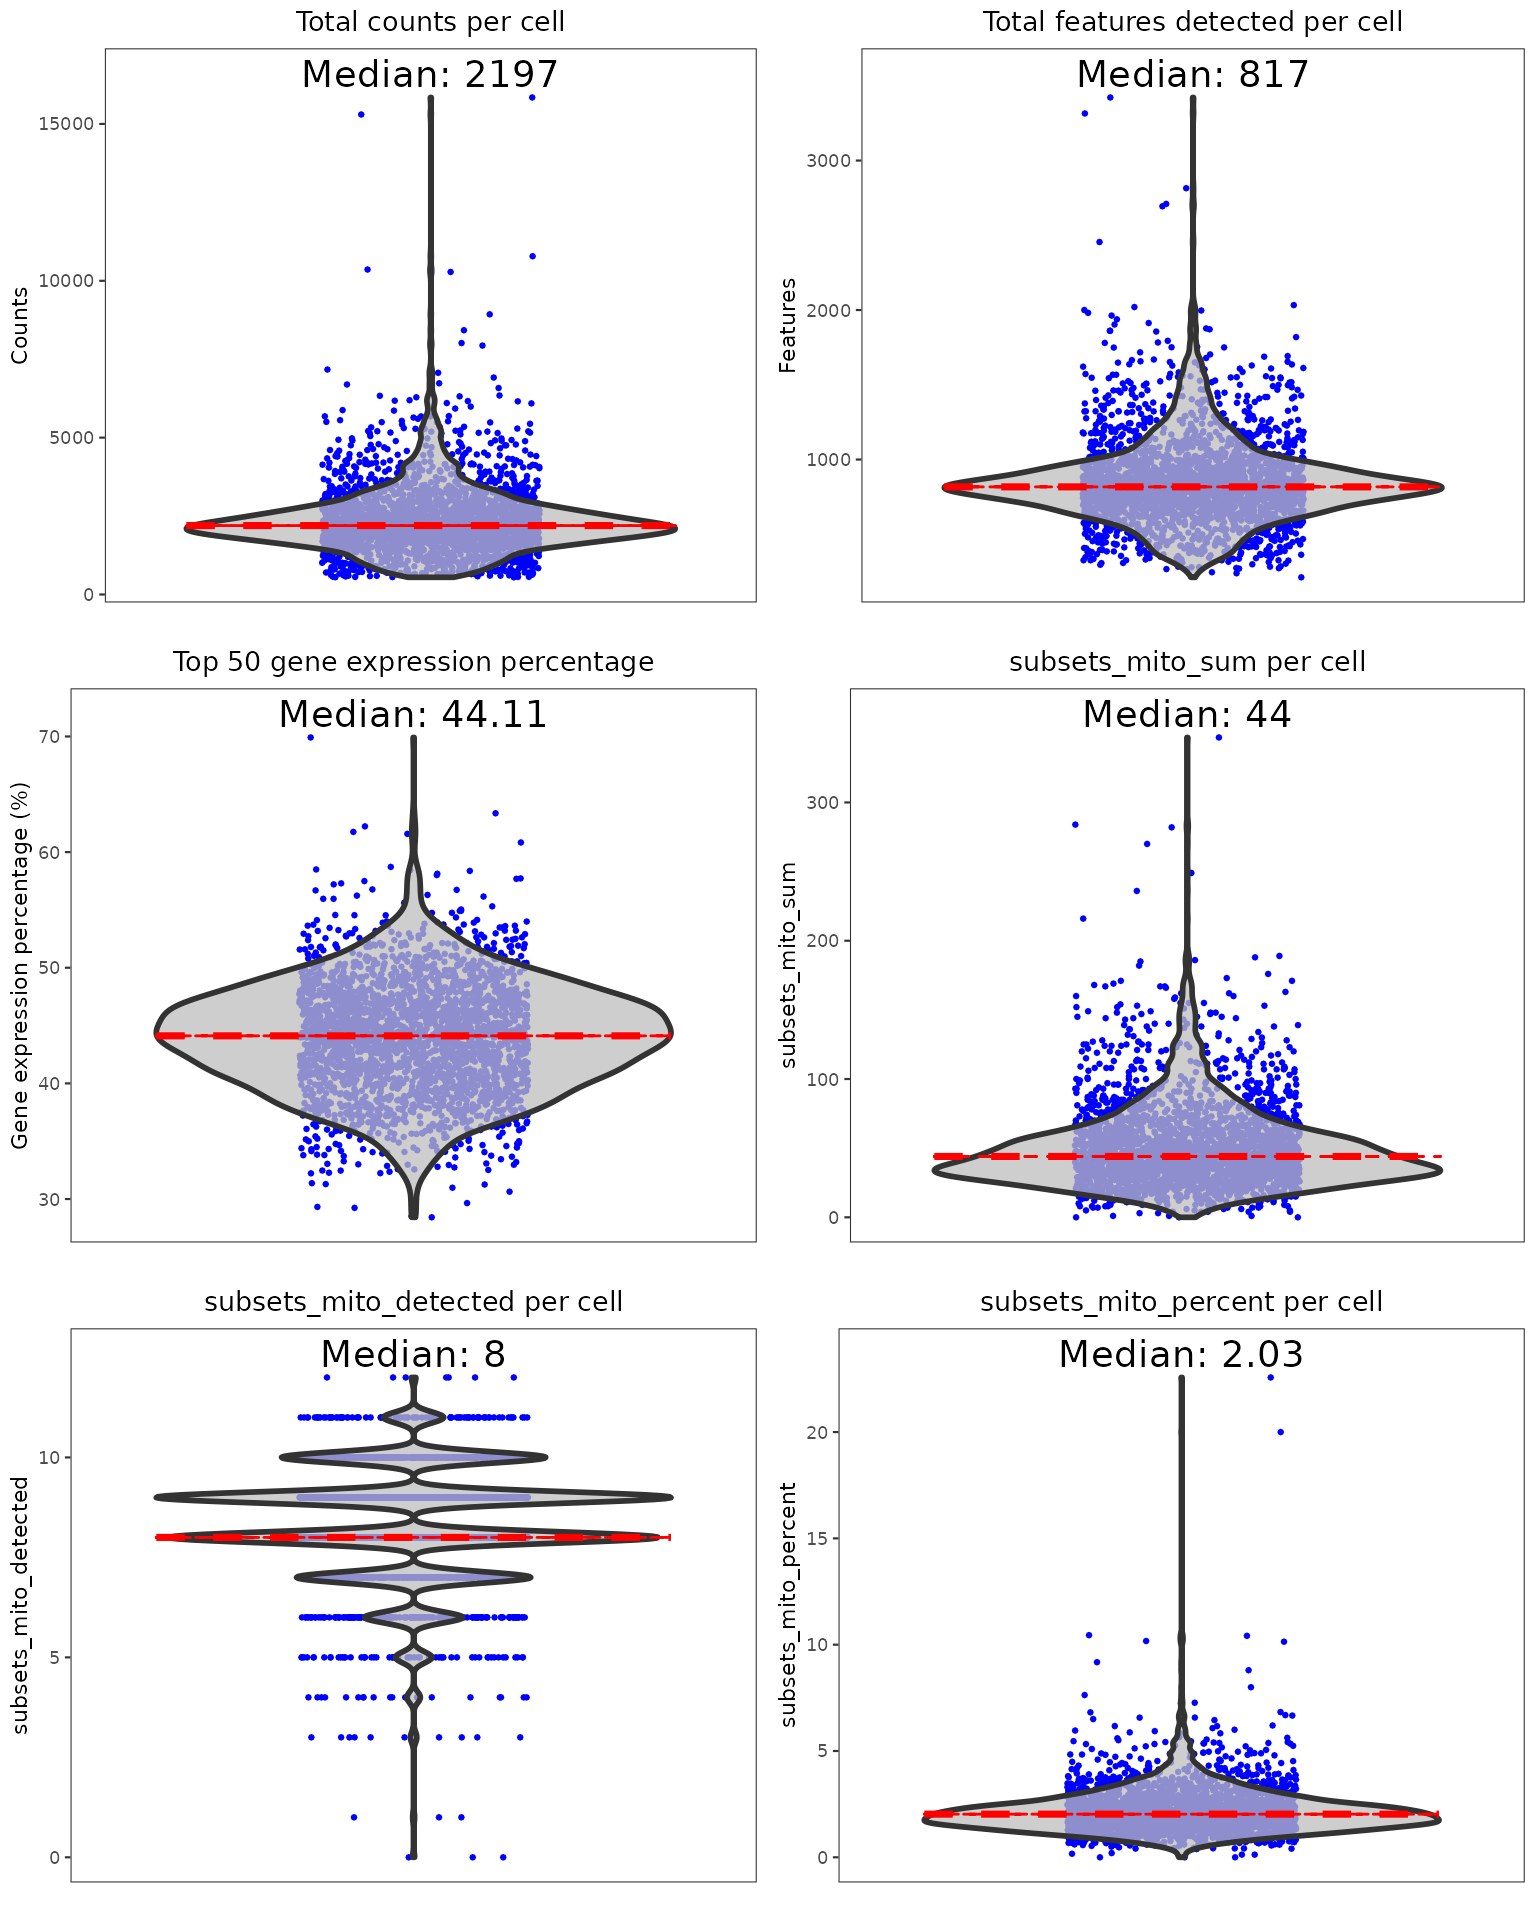 Total counts per cell
Median: 2197
Counts
15000
10000
5000
0
Total features detected per cell
Median: 817
Features
3000
2000
1000
Top 50 gene expression percentage
Median: 44.11
Gene expression percentage (%)
70
60
50
40
30
subsets_mito_sum per cell
Median: 44
subsets_mito_sum
300
200
100
0
subsets_mito_detected per cell
Median: 8
subsets_mito_detected
10
5
0
subsets_mito_percent per cell
Median: 2.03
subsets_mito_percent
20
15
10
5
0